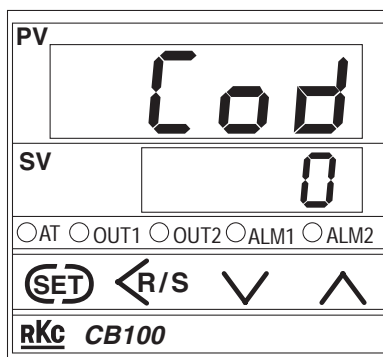 PV
Cod
SV
0
AT OUT1 OUT2 ALM1 ALM2
SET <R/S
RKC CB100